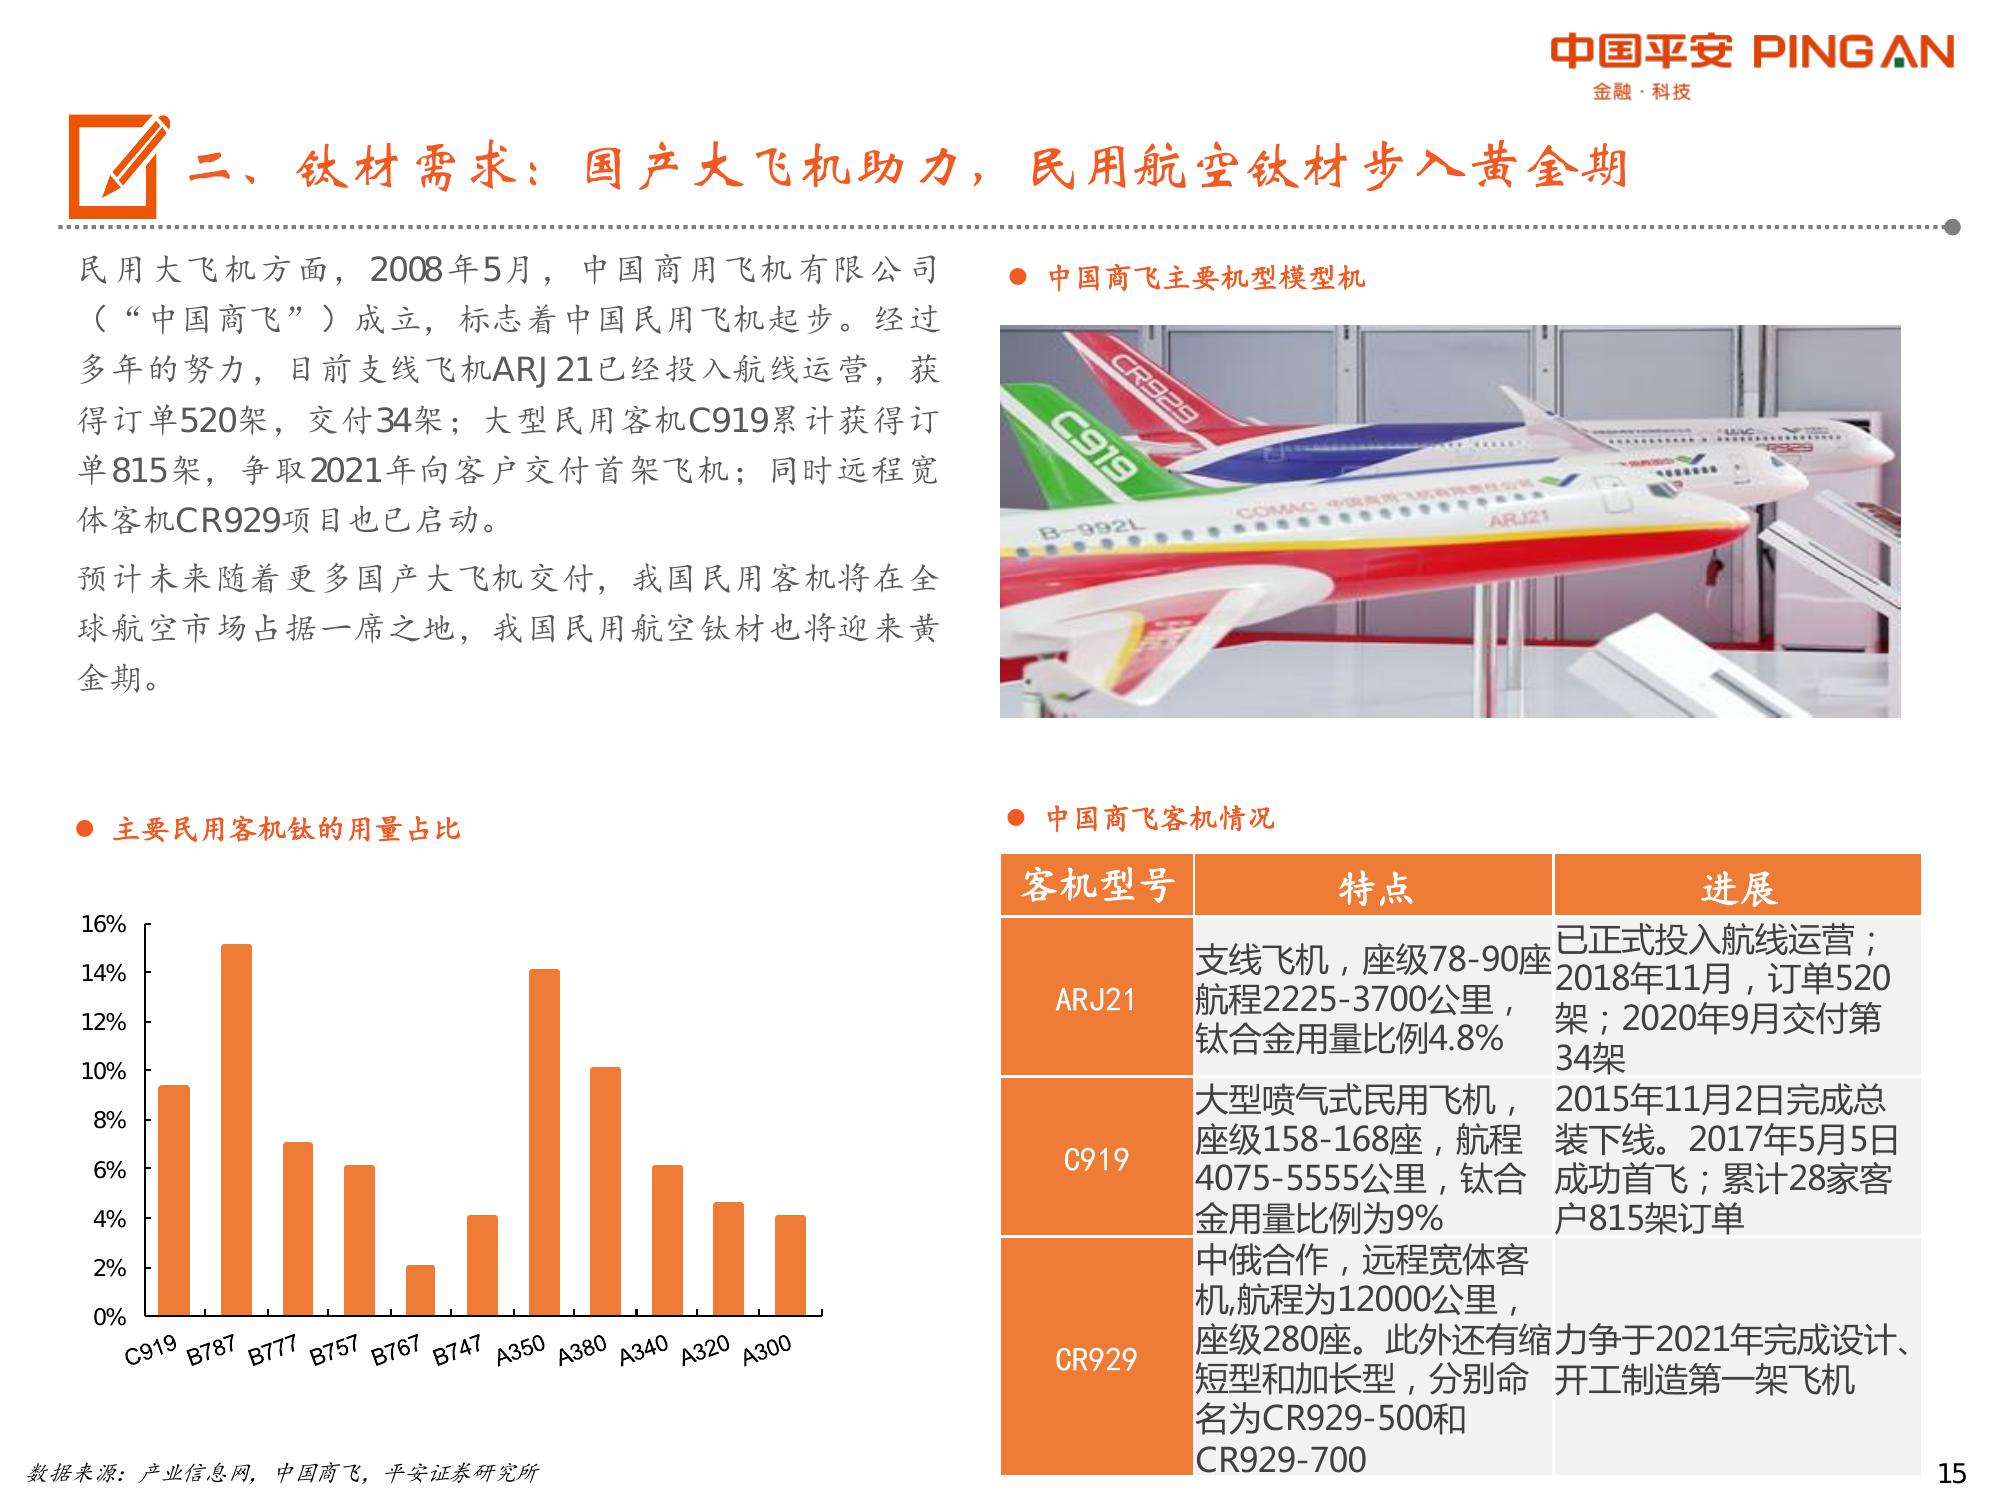 中国平安 PING AN
金融·科技
二、钛材需求：国产大飞机助力，民用航空钛材步入黄金期
民用大飞机方面，2008年5月，中国商用飞机有限公司
（“中国商飞”）成立，标志着中国民用飞机起步。经过
多年的努力，目前支线飞机ARJ21已经投入航线运营，获
得订单520架，交付34架；大型民用客机C919累计获得订
单815架，争取2021年向客户交付首架飞机；同时远程宽
体客机CR929项目也已启动。
预计未来随着更多国产大飞机交付，我国民用客机将在全
球航空市场占据一席之地，我国民用航空钛材也将迎来黄
金期。
● 中国商飞主要机型模型机
CR929
C919
CR929
COMAC 中国商用飞机有限责任公司
ARJ21
B-992L
● 主要民用客机钛的用量占比
16%
14%
12%
10%
8%
6%
4%
2%
0%
C919 B787 B777 B757 B767 B747 A350 A380 A340 A320 A300
● 中国商飞客机情况
客机型号 特点 进展
ARJ21
支线飞机，座级78-90座
航程2225-3700公里，
钛合金用量比例4.8%
已正式投入航线运营；
2018年11月，订单520
架；2020年9月交付第
34架
C919
大型喷气式民用飞机，
座级158-168座，航程
4075-5555公里，钛合
金用量比例为9%
2015年11月2日完成总
装下线。2017年5月5日
成功首飞；累计28家客
户815架订单
CR929
中俄合作，远程宽体客
机,航程为12000公里，
座级280座。此外还有缩
短型和加长型，分别命
名为CR929-500和
CR929-700
力争于2021年完成设计、
开工制造第一架飞机
数据来源：产业信息网，中国商飞，平安证券研究所
15